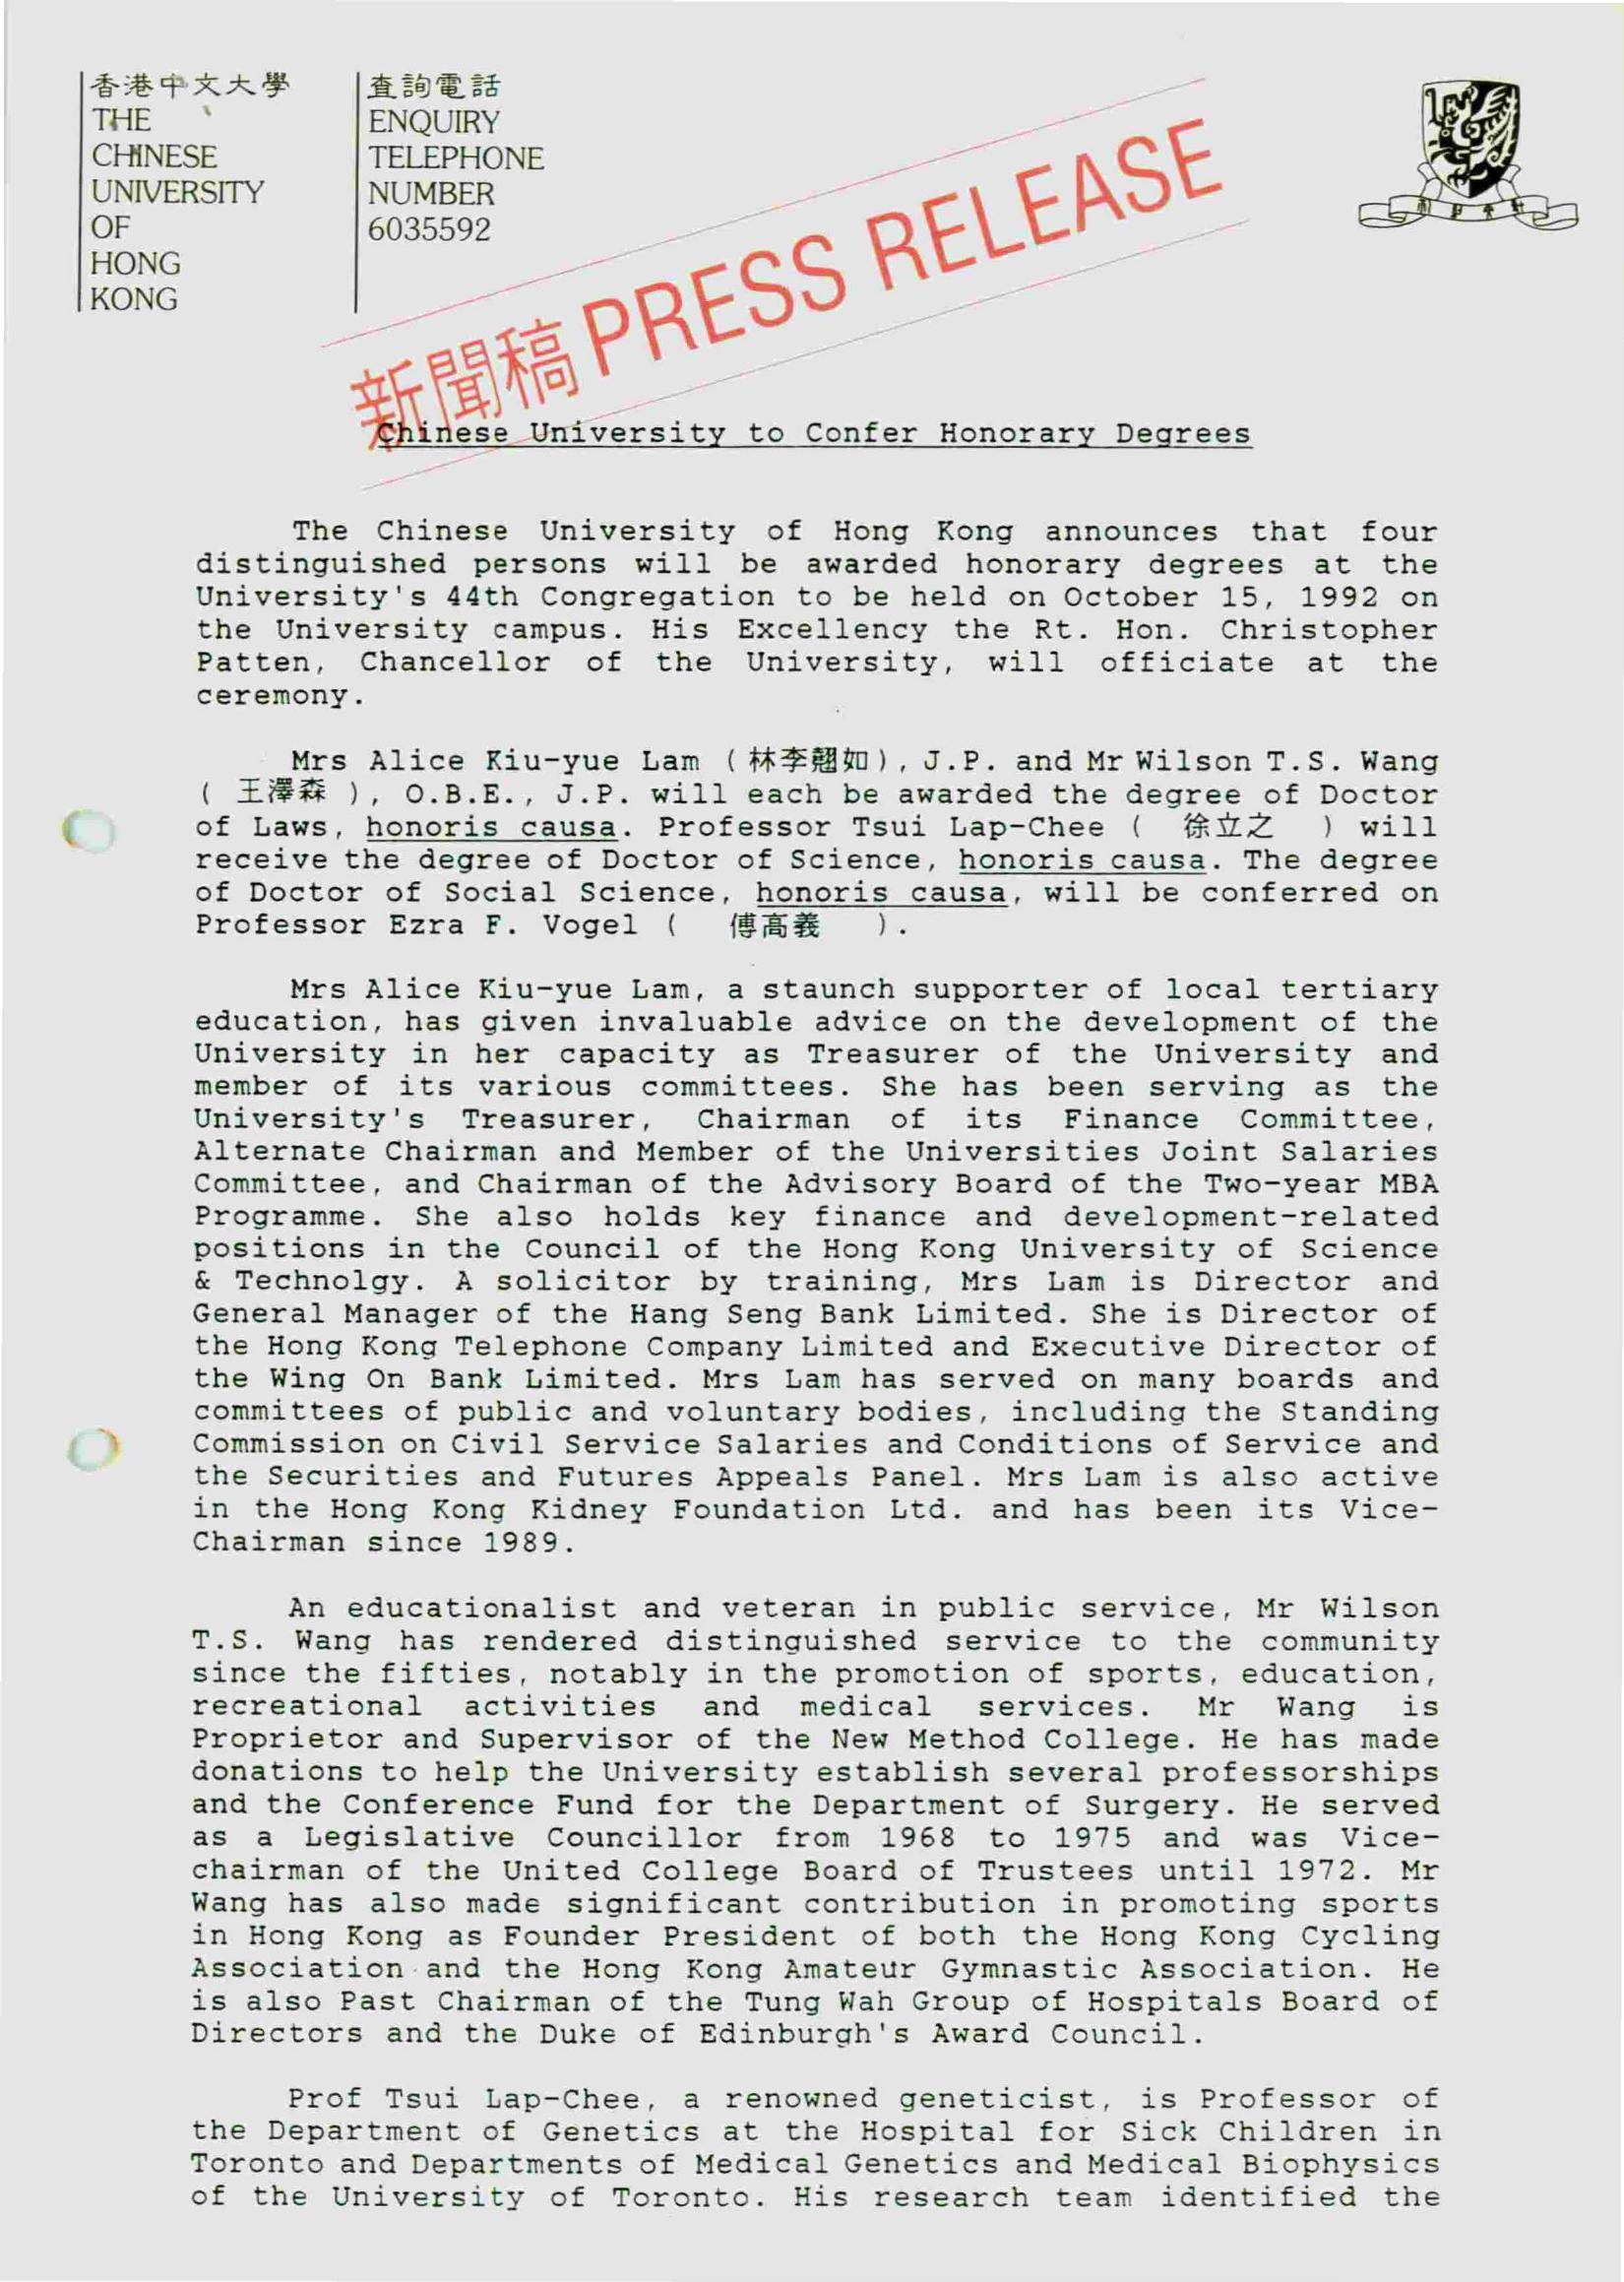 香港中文大學
THE
CHINESE
UNIVERSITY
OF
HONG
KONG
查詢電話
ENQUIRY
TELEPHONE
NUMBER
6035592
新聞稿 PRESS RELEASE
Chinese University to Confer Honorary Degrees
The Chinese University of Hong Kong announces that four
distinguished persons will be awarded honorary degrees at the
University's 44th Congregation to be held on October 15, 1992 on
the University campus. His Excellency the Rt. Hon. Christopher
Patten, Chancellor of the University, will officiate at the
ceremony.
Mrs Alice Kiu-yue Lam (林李翹如), J.P. and Mr Wilson T.S. Wang
( 王澤森 ), O.B.E., J.P. will each be awarded the degree of Doctor
of Laws, honoris causa. Professor Tsui Lap-Chee ( 徐立之 ) will
receive the degree of Doctor of Science, honoris causa. The degree
of Doctor of Social Science, honoris causa, will be conferred on
Professor Ezra F. Vogel ( 傅高義 ).
Mrs Alice Kiu-yue Lam, a staunch supporter of local tertiary
education, has given invaluable advice on the development of the
University in her capacity as Treasurer of the University and
member of its various committees. She has been serving as the
University's Treasurer, Chairman of its Finance Committee,
Alternate Chairman and Member of the Universities Joint Salaries
Committee, and Chairman of the Advisory Board of the Two-year MBA
Programme. She also holds key finance and development-related
positions in the Council of the Hong Kong University of Science
& Technolgy. A solicitor by training, Mrs Lam is Director and
General Manager of the Hang Seng Bank Limited. She is Director of
the Hong Kong Telephone Company Limited and Executive Director of
the Wing On Bank Limited. Mrs Lam has served on many boards and
committees of public and voluntary bodies, including the Standing
Commission on Civil Service Salaries and Conditions of Service and
the Securities and Futures Appeals Panel. Mrs Lam is also active
in the Hong Kong Kidney Foundation Ltd. and has been its Vice-
Chairman since 1989.
An educationalist and veteran in public service, Mr Wilson
T.S. Wang has rendered distinguished service to the community
since the fifties, notably in the promotion of sports, education,
recreational activities and medical services. Mr Wang is
Proprietor and Supervisor of the New Method College. He has made
donations to help the University establish several professorships
and the Conference Fund for the Department of Surgery. He served
as a Legislative Councillor from 1968 to 1975 and was Vice-
chairman of the United College Board of Trustees until 1972. Mr
Wang has also made significant contribution in promoting sports
in Hong Kong as Founder President of both the Hong Kong Cycling
Association and the Hong Kong Amateur Gymnastic Association. He
is also Past Chairman of the Tung Wah Group of Hospitals Board of
Directors and the Duke of Edinburgh's Award Council.
Prof Tsui Lap-Chee, a renowned geneticist, is Professor of
the Department of Genetics at the Hospital for Sick Children in
Toronto and Departments of Medical Genetics and Medical Biophysics
of the University of Toronto. His research team identified the